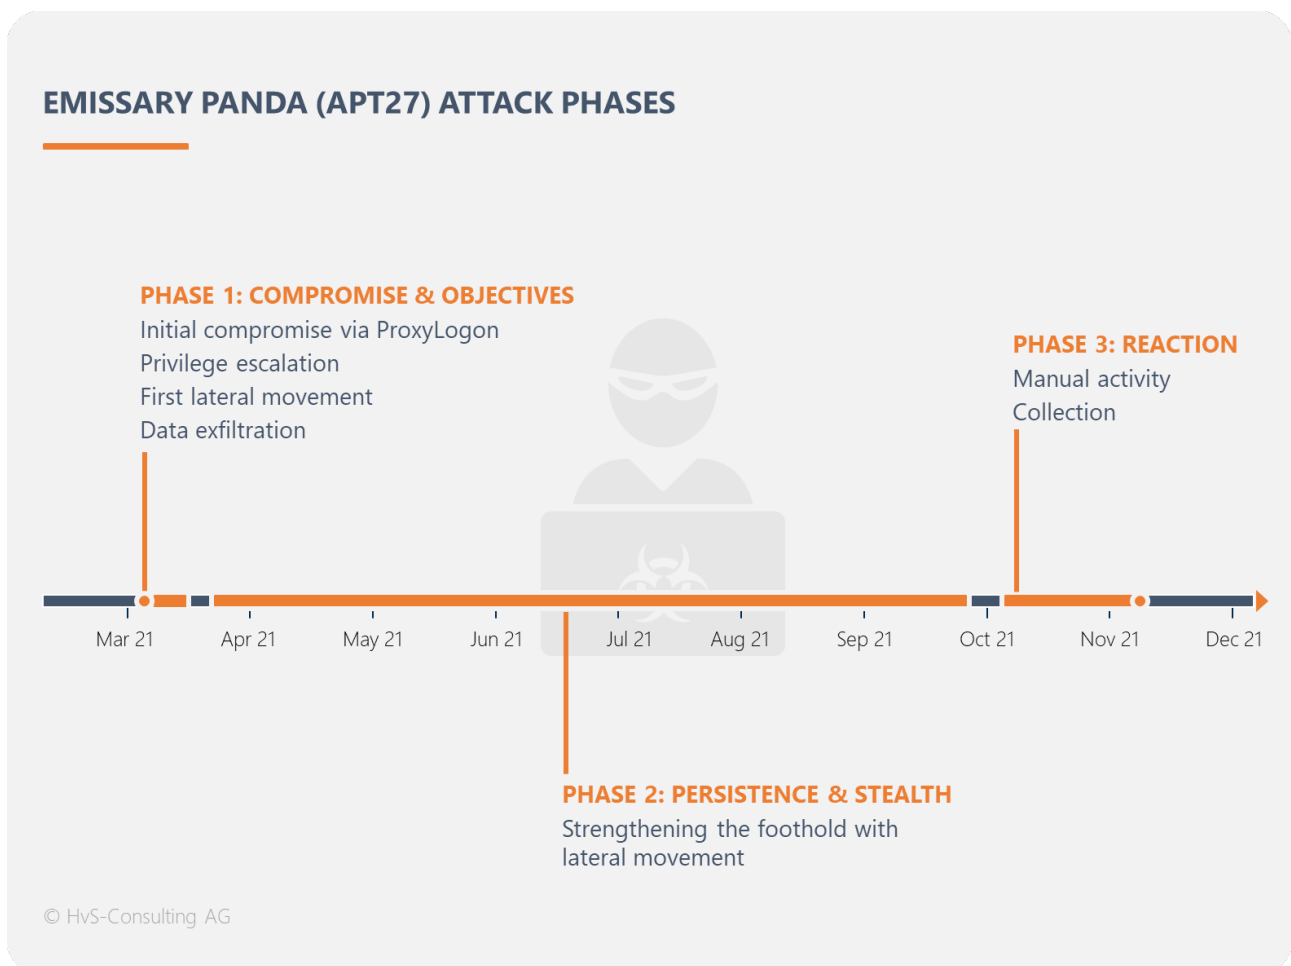 EMISSARY PANDA (APT27) ATTACK PHASES
PHASE 1: COMPROMISE & OBJECTIVES
Initial compromise via ProxyLogon
Privilege escalation
First lateral movement
Data exfiltration
PHASE 3: REACTION
Manual activity
Collection
Mar 21
Apr 21
May 21
Jun 21
Jul 21
Aug 21
Sep 21
Oct 21
Nov 21
Dec 21
PHASE 2: PERSISTENCE & STEALTH
Strengthening the foothold with
lateral movement
© HvS-Consulting AG